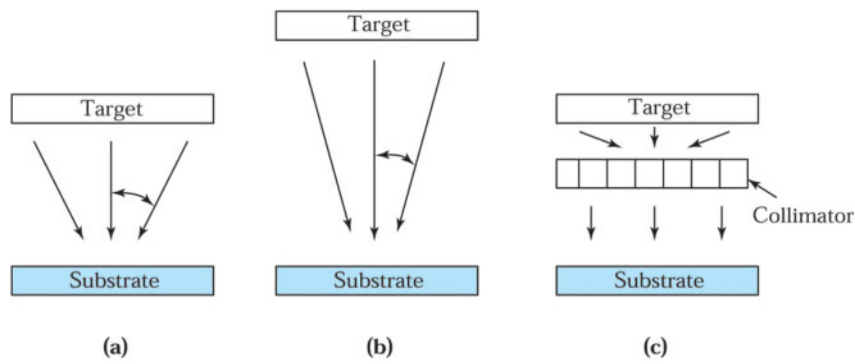 Target
Substrate
(a)
Target
Substrate
(b)
Target
Collimator
Substrate
(c)